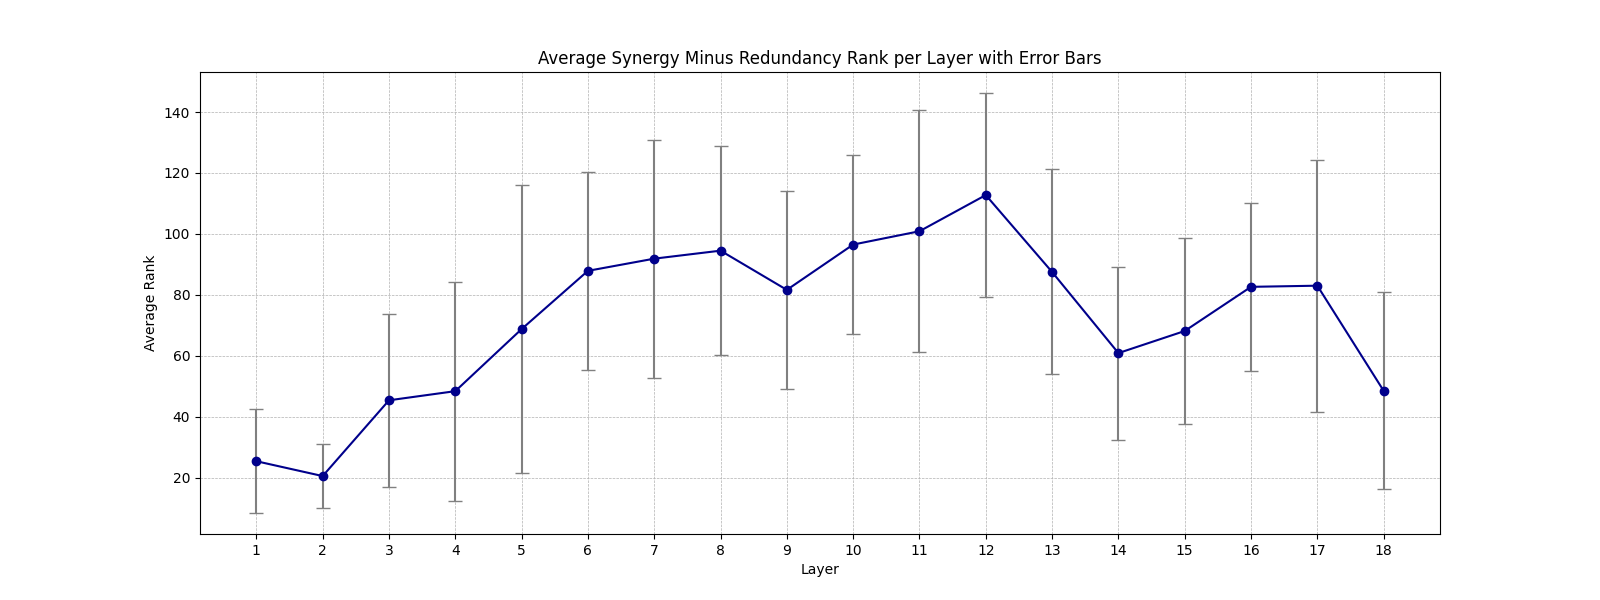 Average Synergy Minus Redundancy Rank per Layer with Error Bars
Average Rank
140
120
100
80
60
40
20
1 2 3 4 5 6 7 8 9 10 11 12 13 14 15 16 17 18
Layer